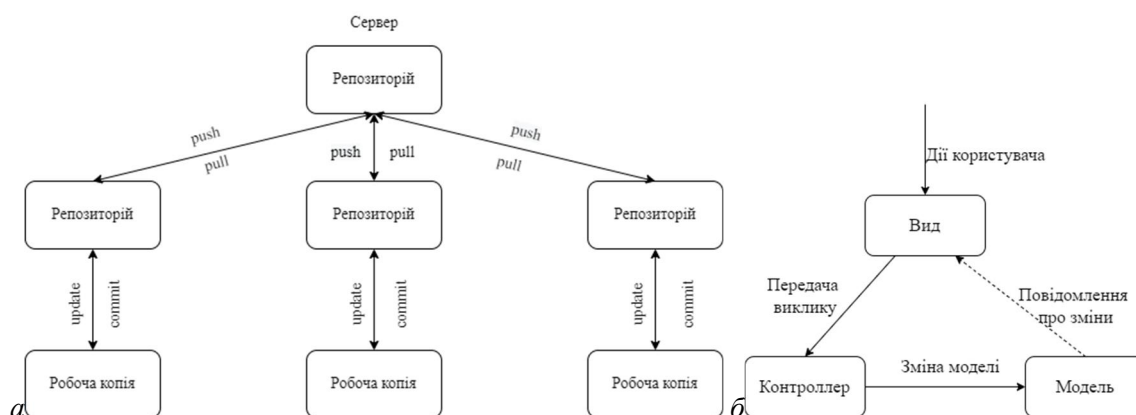 Сервер
Репозиторій
push
pull
push
pull
push
pull
Репозиторій
Репозиторій
Репозиторій
update
commit
update
commit
update
commit
Робоча копія
Робоча копія
Робоча копія
а
Дії користувача
Вид
Передача
виклику
Повідомлення
про зміни
Контроллер
Зміна моделі
Модель
б